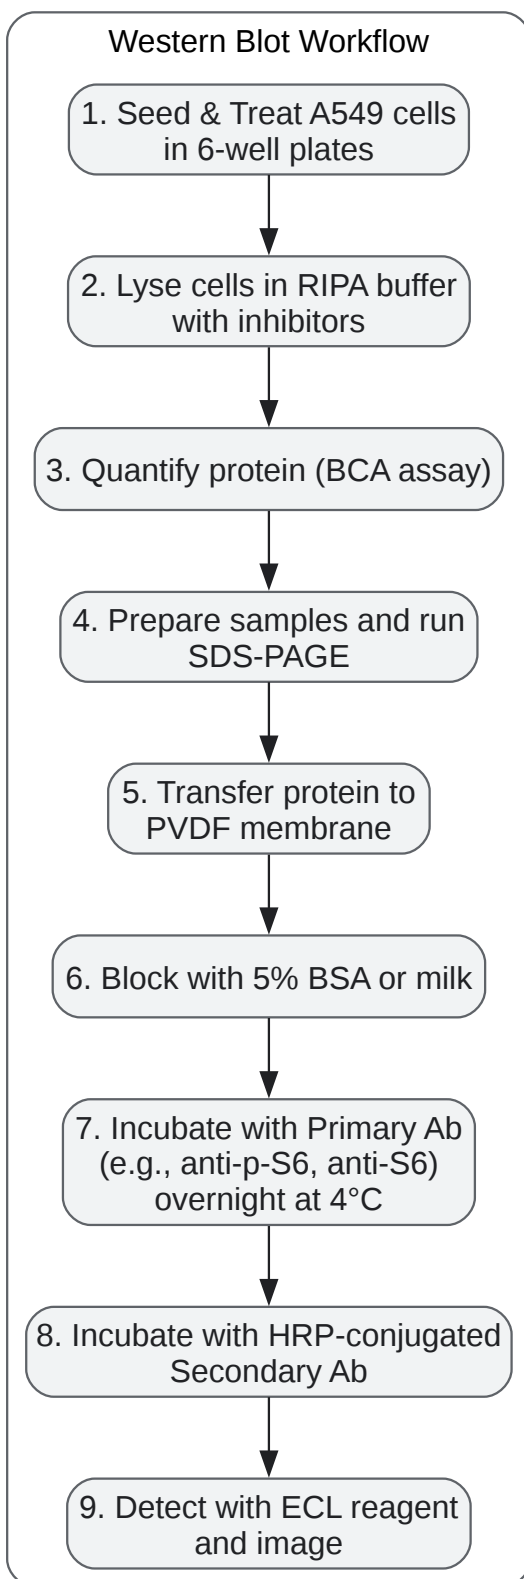 Western Blot Workflow
1. Seed & Treat A549 cells
in 6-well plates
2. Lyse cells in RIPA buffer
with inhibitors
3. Quantify protein (BCA assay)
4. Prepare samples and run
SDS-PAGE
5. Transfer protein to
PVDF membrane
6. Block with 5% BSA or milk
7. Incubate with Primary Ab
(e.g., anti-p-S6, anti-S6)
overnight at 4°C
8. Incubate with HRP-conjugated
Secondary Ab
9. Detect with ECL reagent
and image